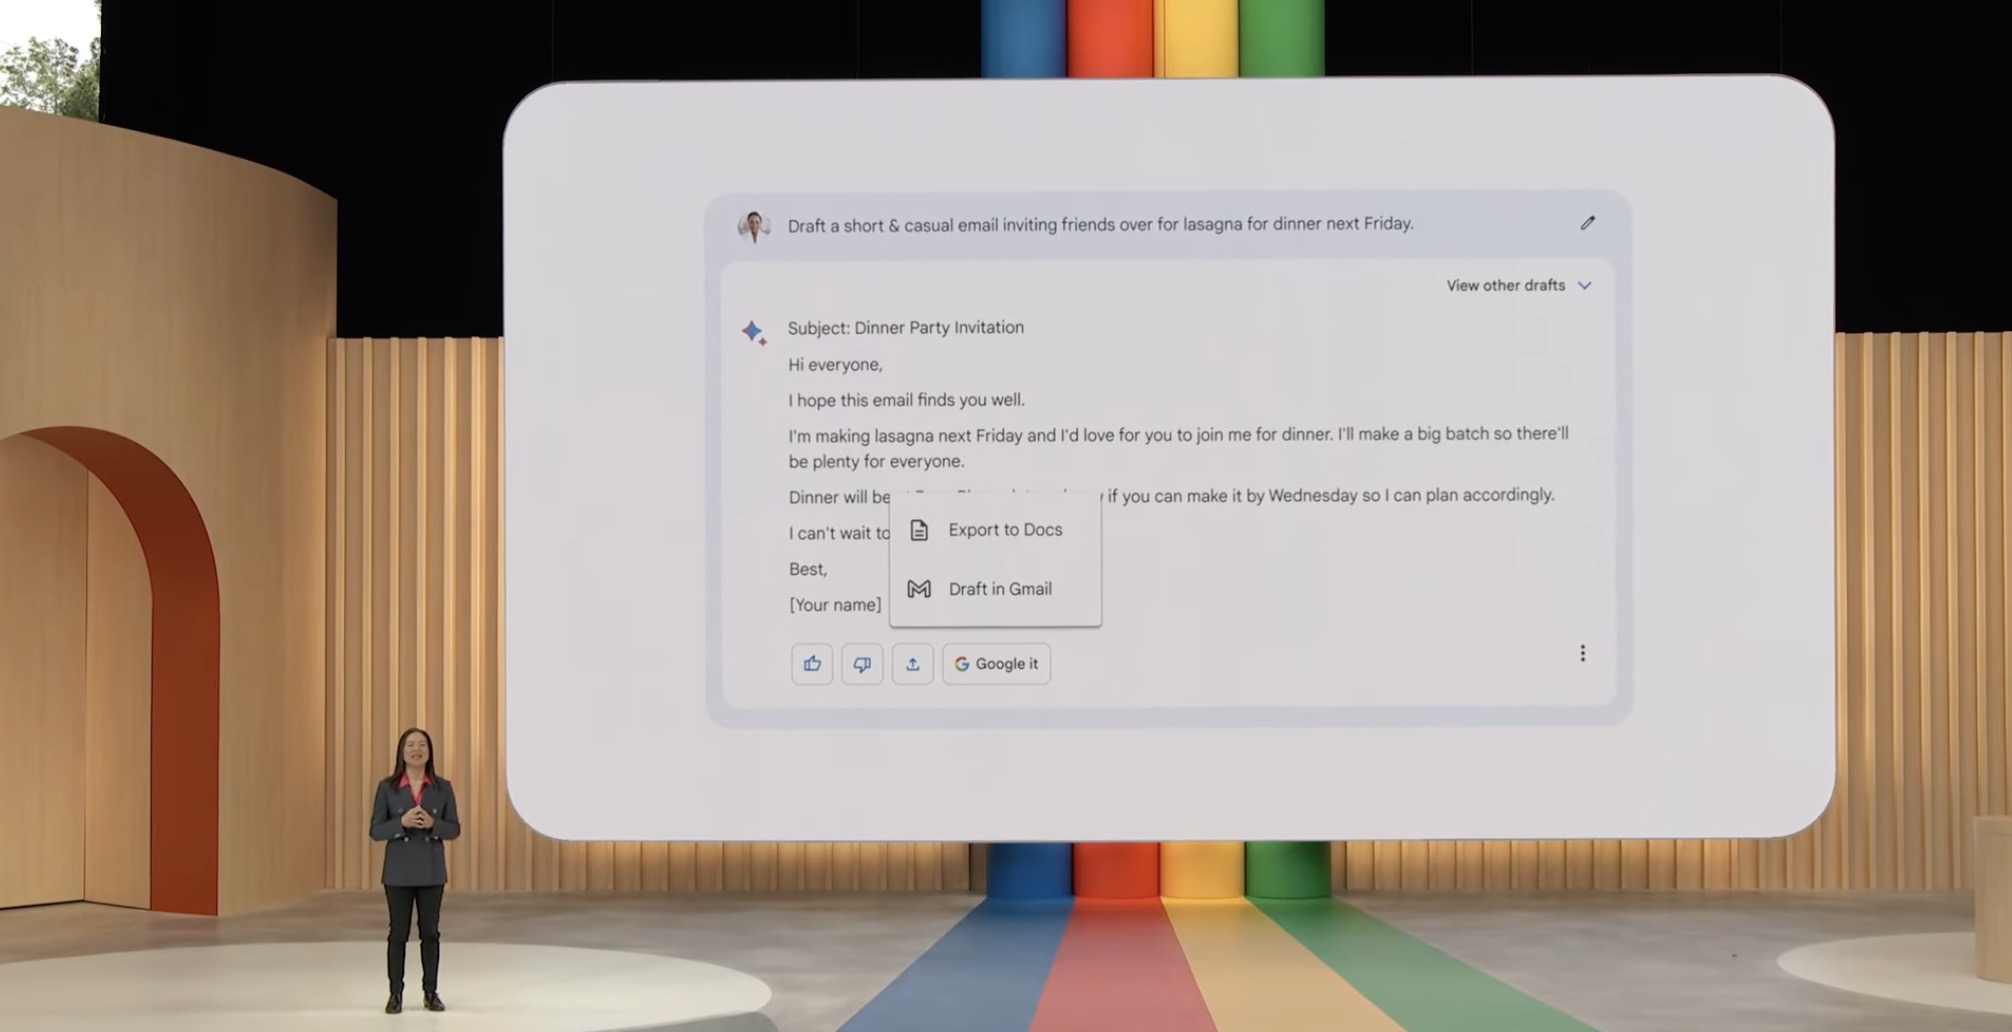 Draft a short & casual email inviting friends over for lasagna for dinner next Friday.
View other drafts
Subject: Dinner Party Invitation
Hi everyone,
I hope this email finds you well.
I'm making lasagna next Friday and I'd love for you to join me for dinner. I'll make a big batch so there'll
be plenty for everyone.
Dinner will be if you can make it by Wednesday so I can plan accordingly.
I can't wait to
Best,
[Your name]
Export to Docs
Draft in Gmail
Google it